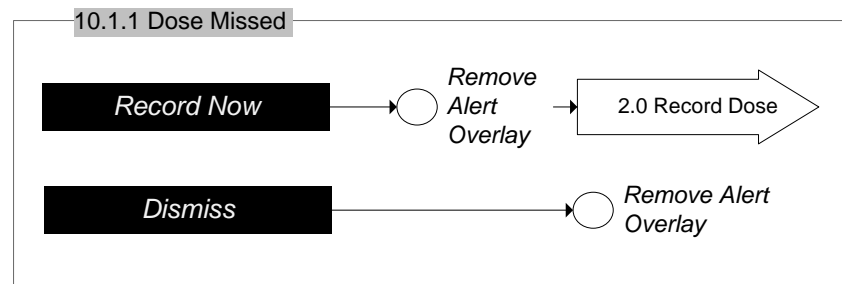 10.1.1 Dose Missed
Record Now
Remove
Alert
Overlay
2.0 Record Dose
Dismiss
Remove Alert
Overlay